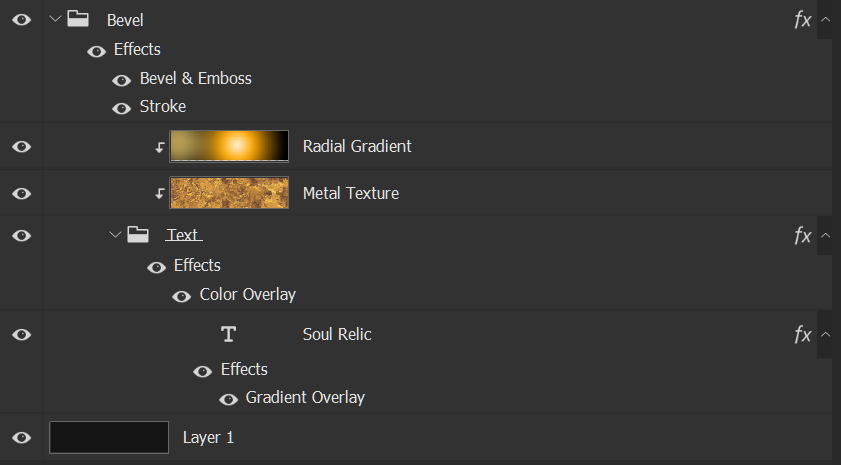 Bevel fx
Effects
Bevel & Emboss
Stroke
Radial Gradient
Metal Texture
Text fx
Effects
Color Overlay
T Soul Relic fx
Effects
Gradient Overlay
Layer 1